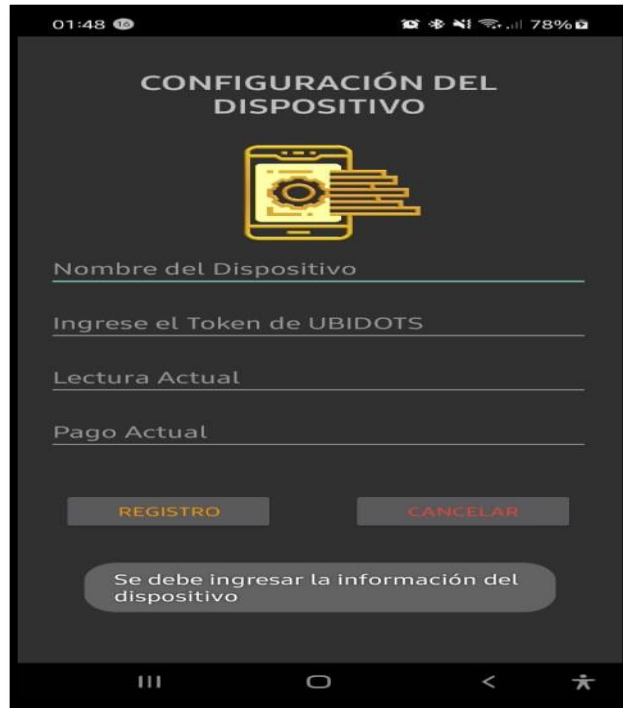 01:48 16 78%
CONFIGURACIÓN DEL
DISPOSITIVO
Nombre del Dispositivo
Ingrese el Token de UBIDOTS
Lectura Actual
Pago Actual
REGISTRO CANCELAR
Se debe ingresar la información del
dispositivo